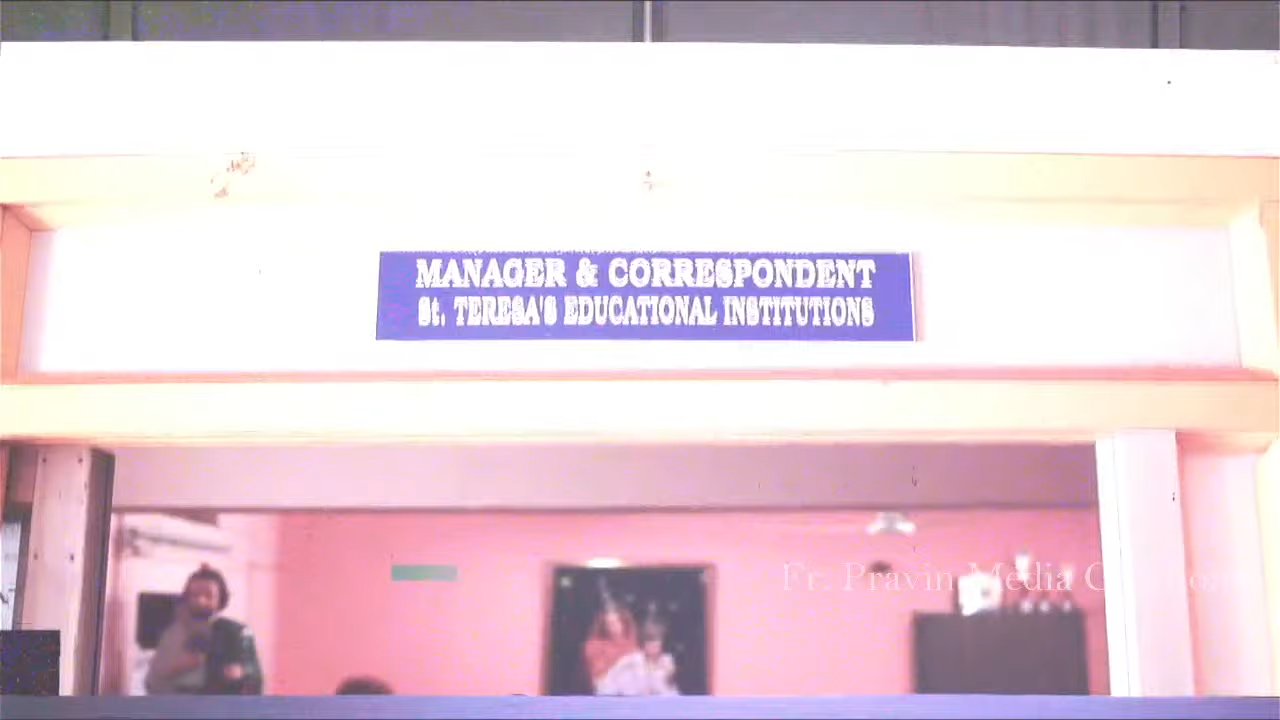 MANAGER & CORRESPONDENT
St. TERESA'S EDUCATIONAL INSTITUTIONS
Fr. Pravin Media